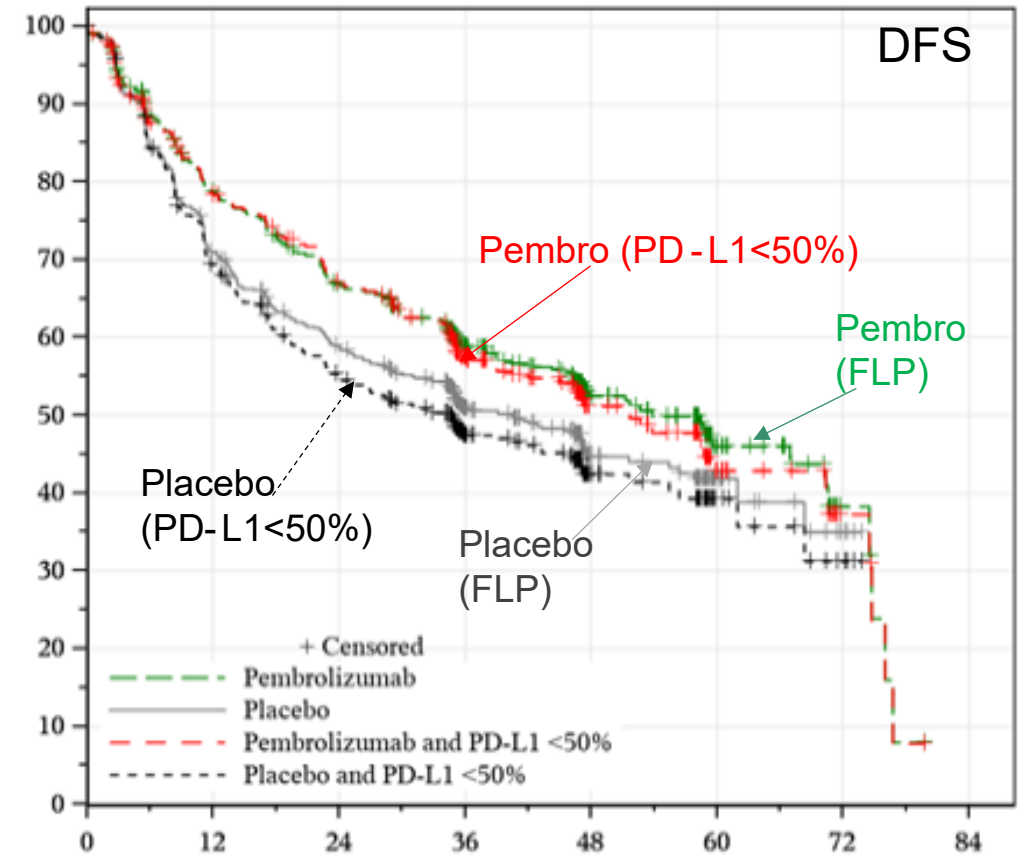 DFS
100
90
80
70
60
50
40
30
20
10
0
Pembro (PD-L1<50%)
Pembro
(FLP)
Placebo
(PD-L1<50%)
Placebo
(FLP)
+ Censored
Pembrolizumab
Placebo
Pembrolizumab and PD-L1 <50%
Placebo and PD-L1 <50%
0 12 24 36 48 60 72 84